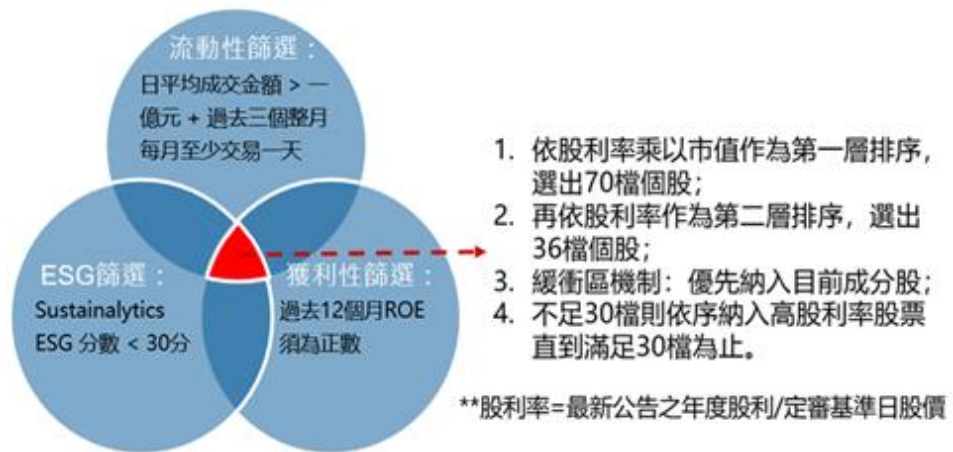 流動性篩選：
日平均成交金額 > 一
億元 + 過去三個整月
每月至少交易一天
ESG篩選：
Sustainalytics
ESG 分數 < 30分
獲利性篩選：
過去12個月ROE
須為正數
1. 依股利率乘以市值作為第一層排序，
選出70檔個股；
2. 再依股利率作為第二層排序，選出
36檔個股；
3. 緩衝區機制：優先納入目前成分股；
4. 不足30檔則依序納入高股利率股票
直到滿足30檔為止。
**股利率=最新公告之年度股利/定審基準日股價